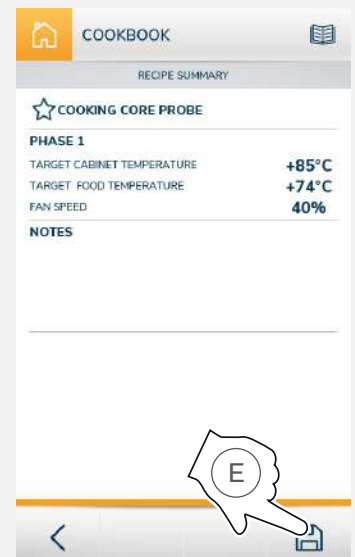 COOKBOOK
RECIPE SUMMARY
COOKING CORE PROBE
PHASE 1
TARGET CABINET TEMPERATURE +85°C
TARGET FOOD TEMPERATURE +74°C
FAN SPEED 40%
NOTES
E